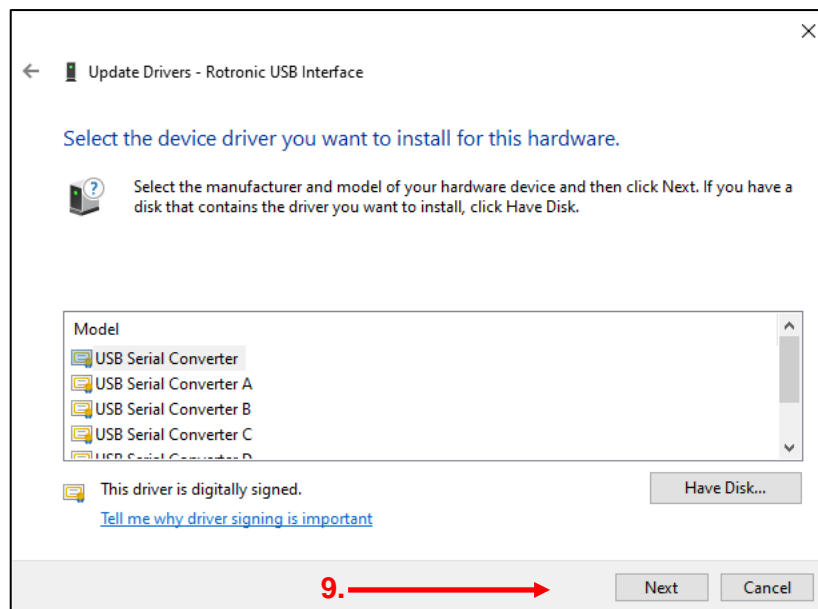 Update Drivers - Rotronic USB Interface
Select the device driver you want to install for this hardware.
Select the manufacturer and model of your hardware device and then click Next. If you have a
disk that contains the driver you want to install, click Have Disk.
Model
USB Serial Converter
USB Serial Converter A
USB Serial Converter B
USB Serial Converter C
USB Serial Converter D
This driver is digitally signed.
Have Disk...
Tell me why driver signing is important
9.
Next
Cancel